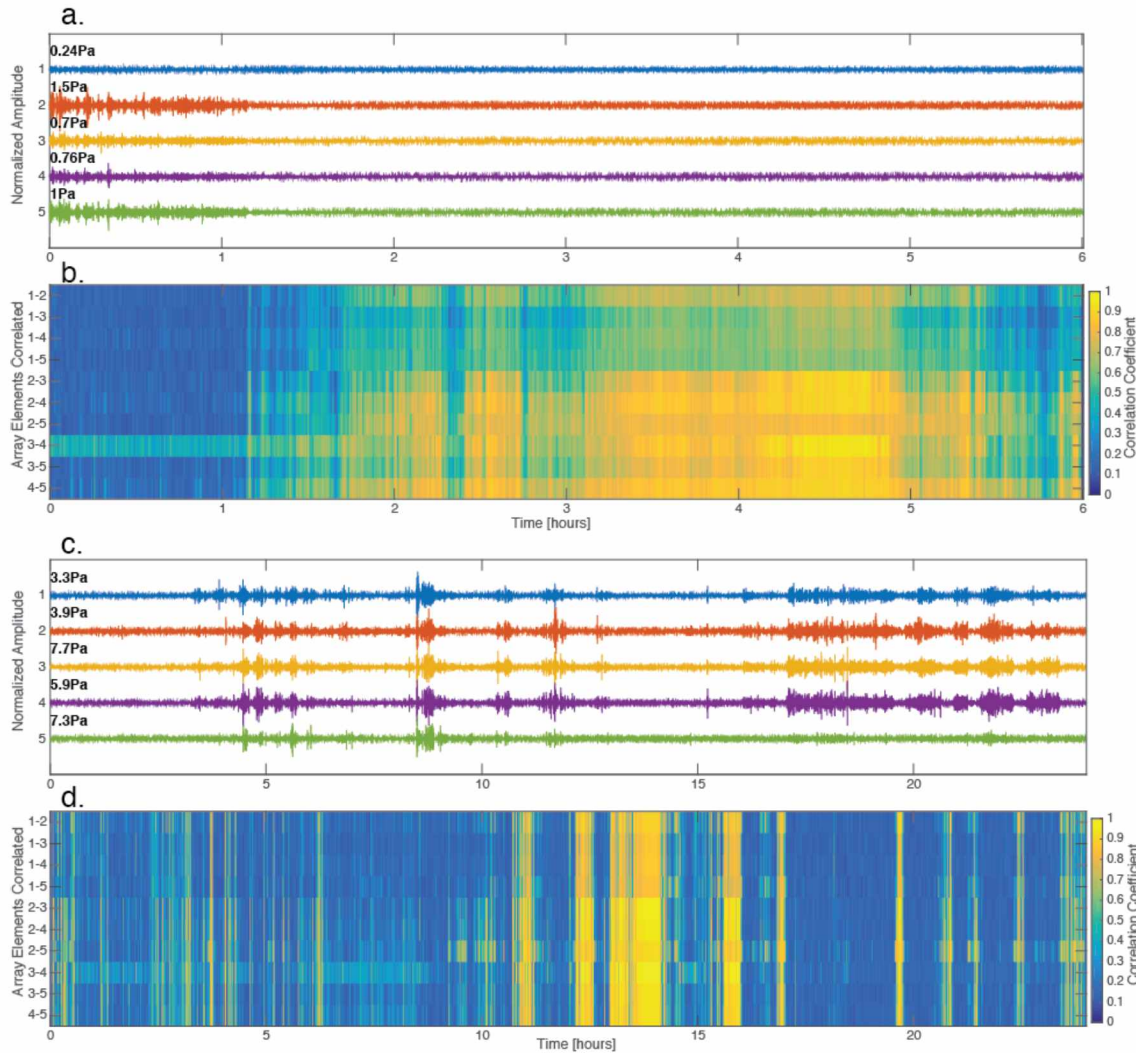 a.
0.24Pa
1
1.5Pa
2
0.7Pa
3
0.76Pa
4
1Pa
5
Normalized Amplitude
0 1 2 3 4 5 6
b.
1-2
1-3
1-4
1-5
2-3
2-4
2-5
3-4
3-5
4-5
Array Elements Correlated
0 1 2 3 4 5 6
Time [hours]
1
0.9
0.8
0.7
0.6
0.5
0.4
0.3
0.2
0.1
0
Correlation Coefficient
c.
3.3Pa
1
3.9Pa
2
7.7Pa
3
5.9Pa
4
7.3Pa
5
Normalized Amplitude
0 5 10 15 20
d.
1-2
1-3
1-4
1-5
2-3
2-4
2-5
3-4
3-5
4-5
Array Elements Correlated
0 5 10 15 20
Time [hours]
1
0.9
0.8
0.7
0.6
0.5
0.4
0.3
0.2
0.1
0
Correlation Coefficient